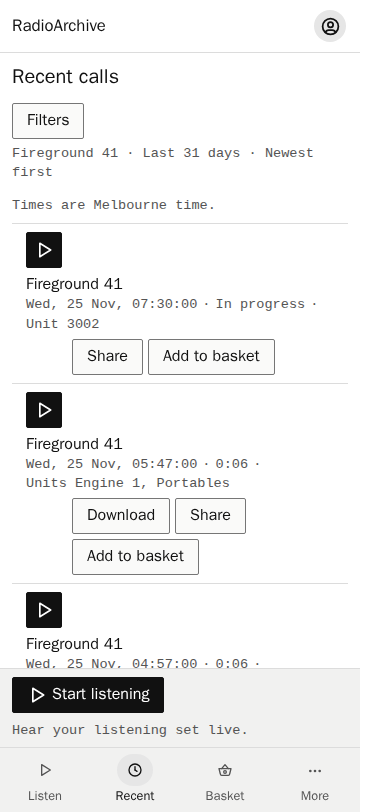 RadioArchive
Recent calls
Filters
Fireground 41 · Last 31 days · Newest
first
Times are Melbourne time.
Fireground 41
Wed, 25 Nov, 07:30:00 · In progress ·
Unit 3002
Share
Add to basket
Fireground 41
Wed, 25 Nov, 05:47:00 · 0:06 ·
Units Engine 1, Portables
Download
Share
Add to basket
Fireground 41
Wed, 25 Nov, 04:57:00 · 0:06 ·
Start listening
Hear your listening set live.
Listen
Recent
Basket
More